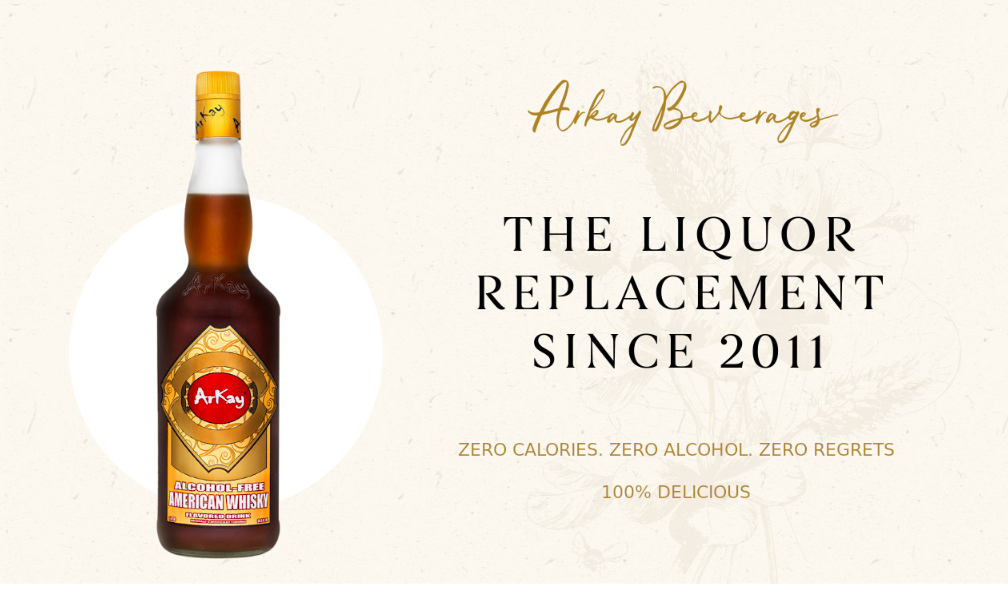 Arkay Beverages
THE LIQUOR
REPLACEMENT
SINCE 2011
ZERO CALORIES. ZERO ALCOHOL. ZERO REGRETS
100% DELICIOUS
ArKay
ArKay
ArKay
ALCOHOL-FREE
AMERICAN WHISKY
FLAVORED DRINK